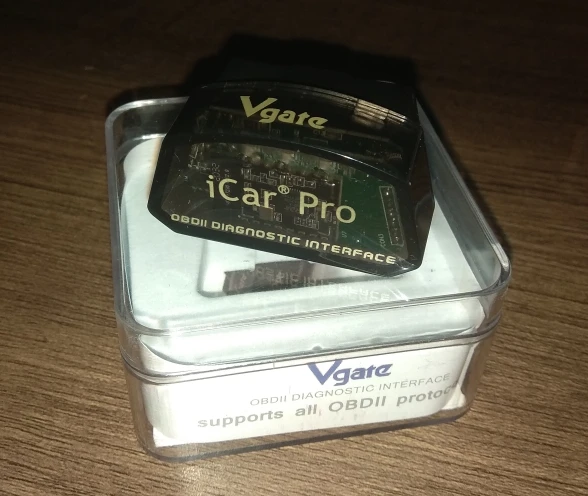 Vgate
iCar® Pro
OBDII DIAGNOSTIC INTERFACE
Vgate
OBDII DIAGNOSTIC INTERFACE
supports all OBDII protoc